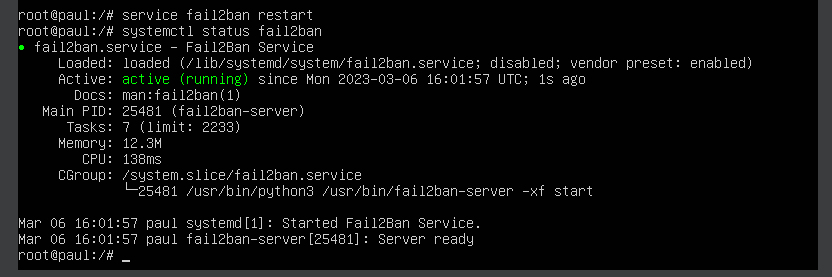 root@paul:/# service fail2ban restart
root@paul:/# systemctl status fail2ban
● fail2ban.service - Fail2Ban Service
     Loaded: loaded (/lib/systemd/system/fail2ban.service; disabled; vendor preset: enabled)
     Active: active (running) since Mon 2023-03-06 16:01:57 UTC; 1s ago
       Docs: man:fail2ban(1)
   Main PID: 25481 (fail2ban-server)
      Tasks: 7 (limit: 2233)
     Memory: 12.3M
        CPU: 138ms
     CGroup: /system.slice/fail2ban.service
             └─25481 /usr/bin/python3 /usr/bin/fail2ban-server -xf start

Mar 06 16:01:57 paul systemd[1]: Started Fail2Ban Service.
Mar 06 16:01:57 paul fail2ban-server[25481]: Server ready
root@paul:/# _